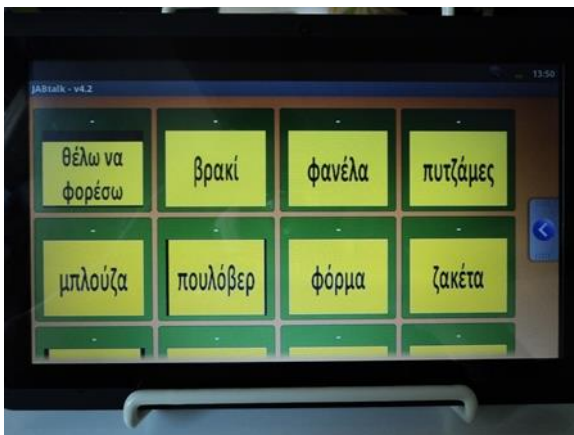 13:50
JABtalk - v4.2
θέλω να
φορέσω
βρακί
φανέλα
πυτζάμες
μπλούζα
πουλόβερ
φόρμα
ζακέτα